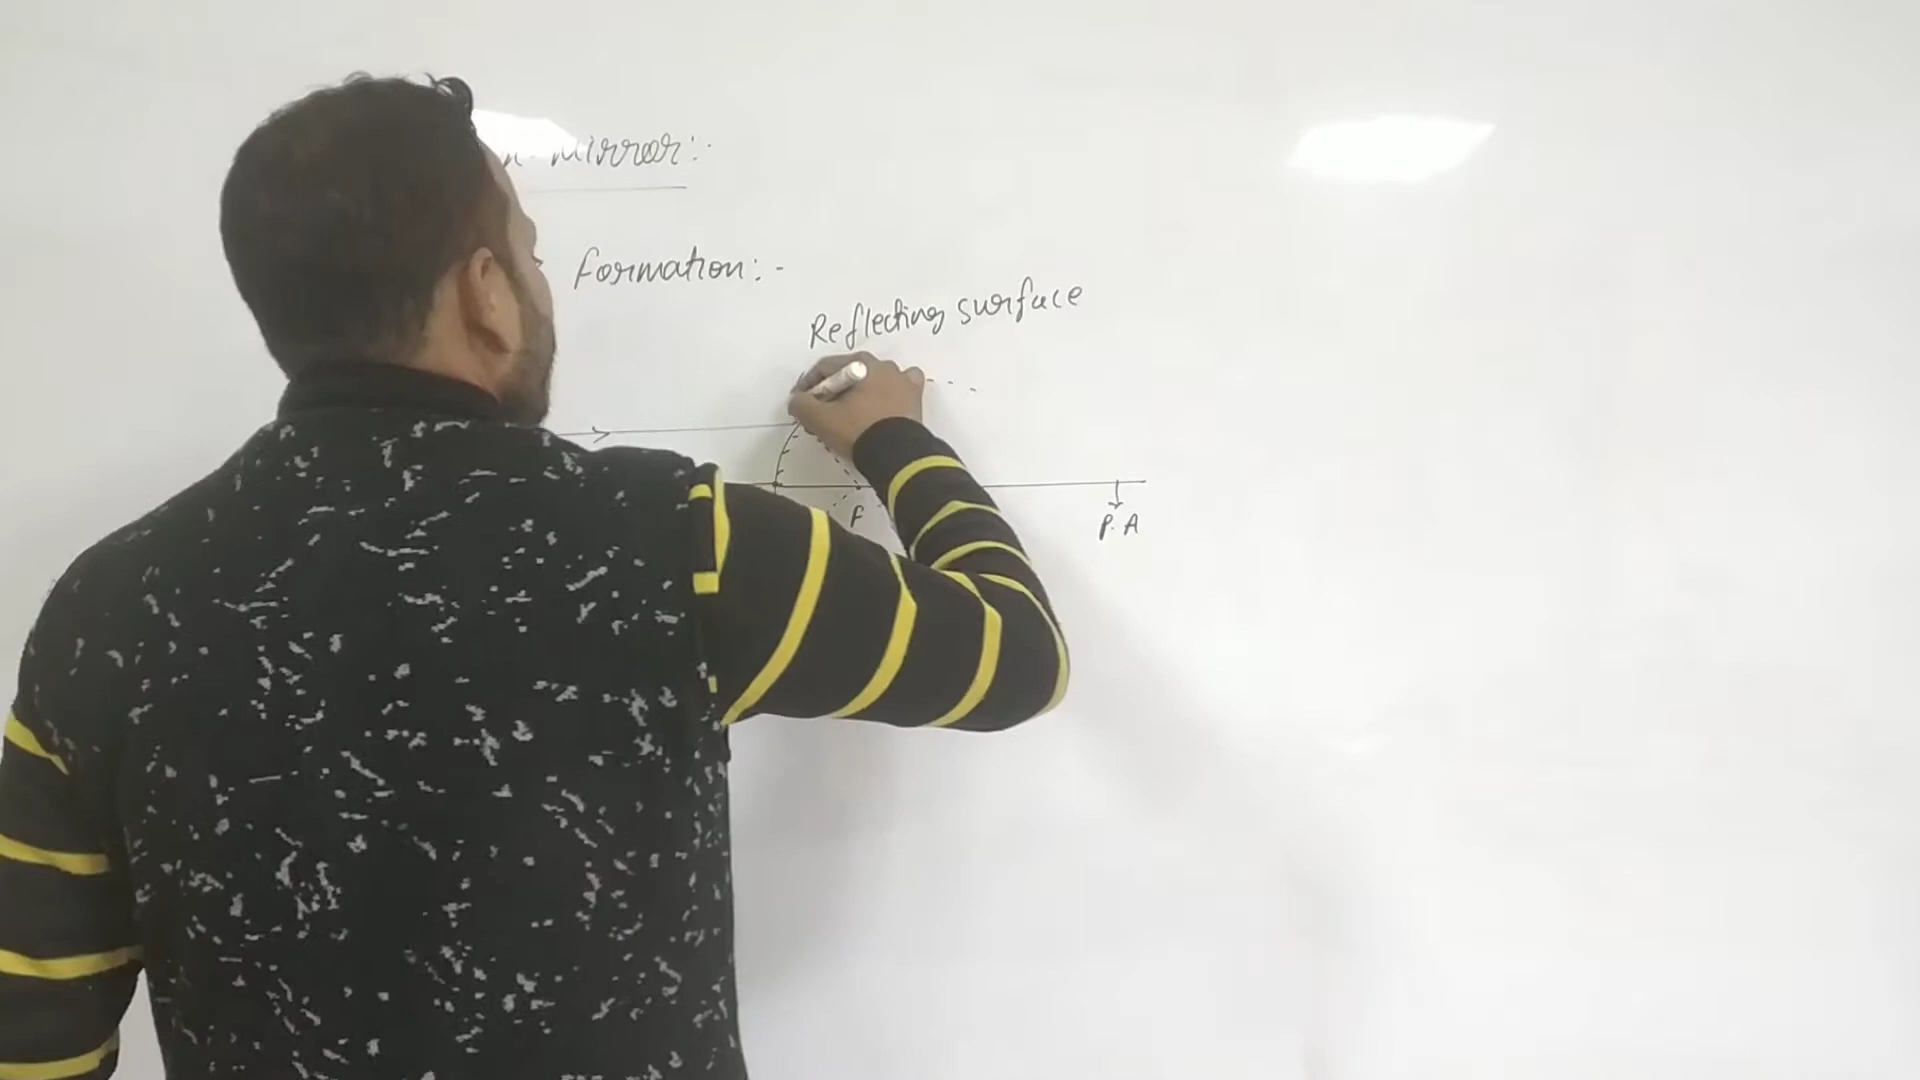 mirror:-
formation:-
Reflecting surface
F
P.A